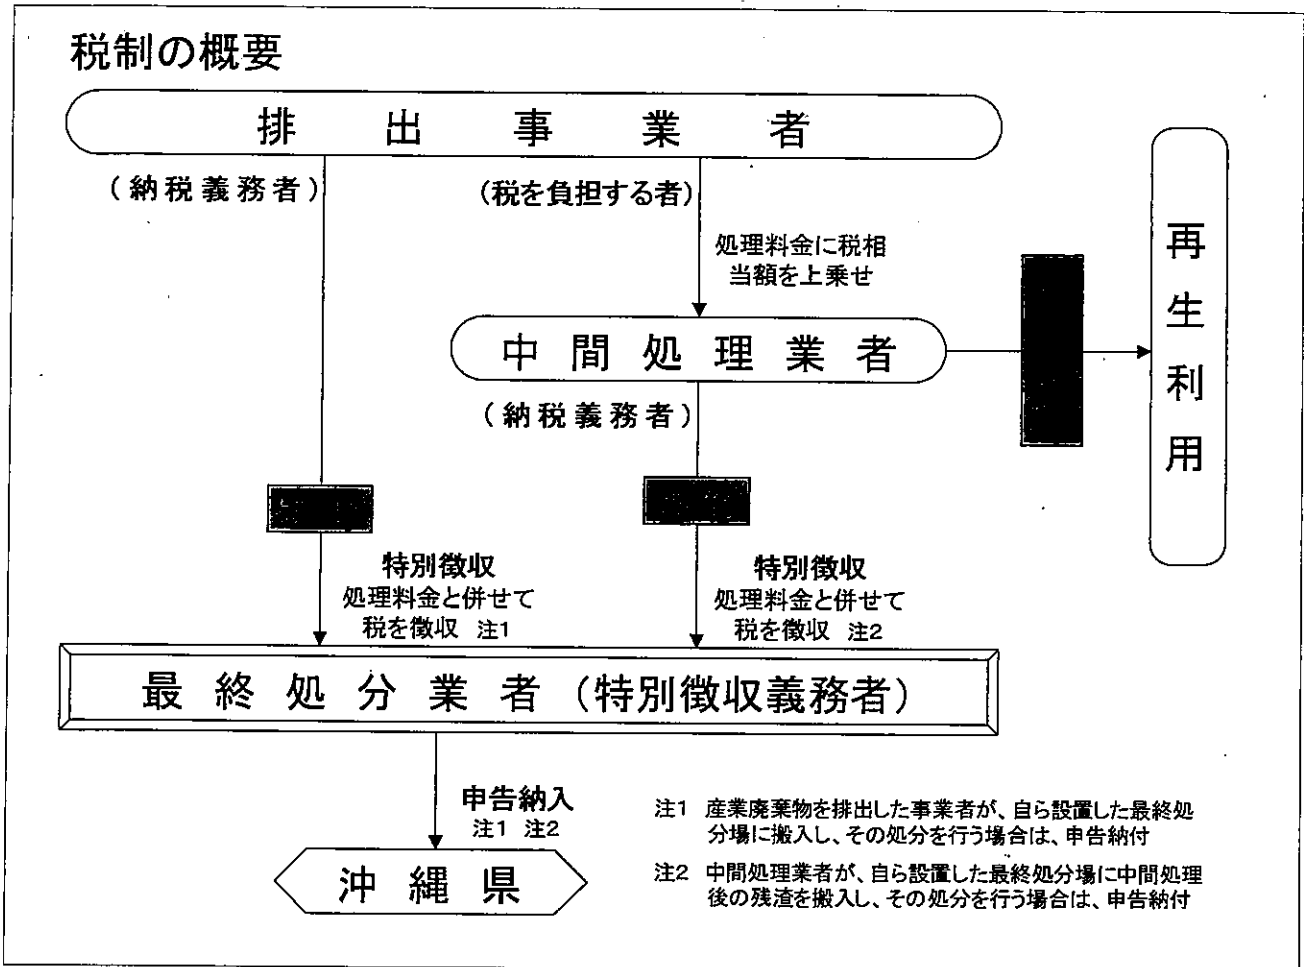 税制の概要
排出事業者
(納税義務者)
(税を負担する者)
処理料金に税相
当額を上乗せ
中間処理業者
(納税義務者)
再生利用
特別徴収
処理料金と併せて
税を徴収 注1
特別徴収
処理料金と併せて
税を徴収 注2
最終処分業者(特別徴収義務者)
申告納入
注1 注2
沖縄県
注1 産業廃棄物を排出した事業者が、自ら設置した最終処
分場に搬入し、その処分を行う場合は、申告納付
注2 中間処理業者が、自ら設置した最終処分場に中間処理
後の残渣を搬入し、その処分を行う場合は、申告納付